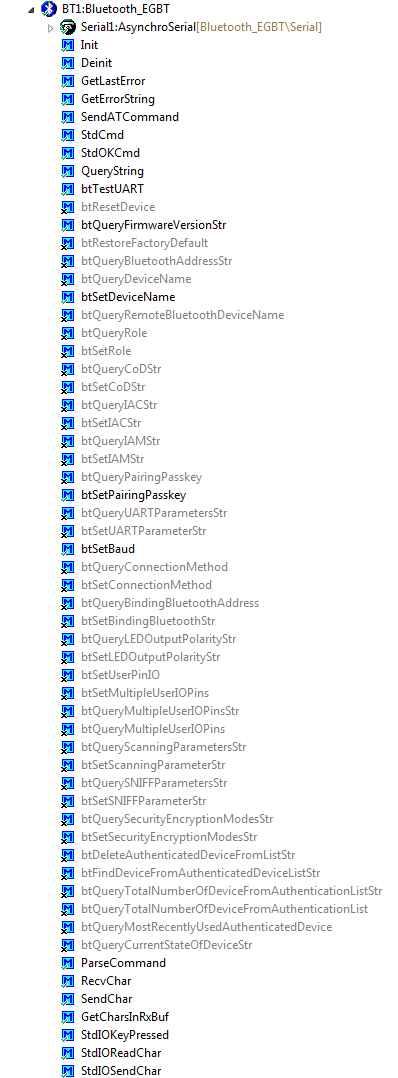 BT1:Bluetooth_EGBT
Serial1:AsynchroSerial[Bluetooth_EGBT\Serial]
Init
Deinit
GetLastError
GetErrorString
SendATCommand
StdCmd
StdOKCmd
QueryString
btTestUART
btResetDevice
btQueryFirmwareVersionStr
btRestoreFactoryDefault
btQueryBluetoothAddressStr
btQueryDeviceName
btSetDeviceName
btQueryRemoteBluetoothDeviceName
btQueryRole
btSetRole
btQueryCoDStr
btSetCoDStr
btQueryIACStr
btSetIACStr
btQueryIAMStr
btSetIAMStr
btQueryPairingPasskey
btSetPairingPasskey
btQueryUARTParametersStr
btSetUARTParameterStr
btSetBaud
btQueryConnectionMethod
btSetConnectionMethod
btQueryBindingBluetoothAddress
btSetBindingBluetoothStr
btQueryLEDOutputPolarityStr
btSetLEDOutputPolarityStr
btSetUserPinIO
btSetMultipleUserIOPins
btQueryMultipleUserIOPinsStr
btQueryMultipleUserIOPins
btQueryScanningParametersStr
btSetScanningParameterStr
btQuerySNIFFParametersStr
btSetSNIFFParameterStr
btQuerySecurityEncryptionModesStr
btSetSecurityEncryptionModesStr
btDeleteAuthenticatedDeviceFromListStr
btFindDeviceFromAuthenticatedDeviceListStr
btQueryTotalNumberOfDeviceFromAuthenticationListStr
btQueryTotalNumberOfDeviceFromAuthenticationList
btQueryMostRecentlyUsedAuthenticatedDevice
btQueryCurrentStateOfDeviceStr
ParseCommand
RecvChar
SendChar
GetCharsInRxBuf
StdIOKeyPressed
StdIOReadChar
StdIOSendChar